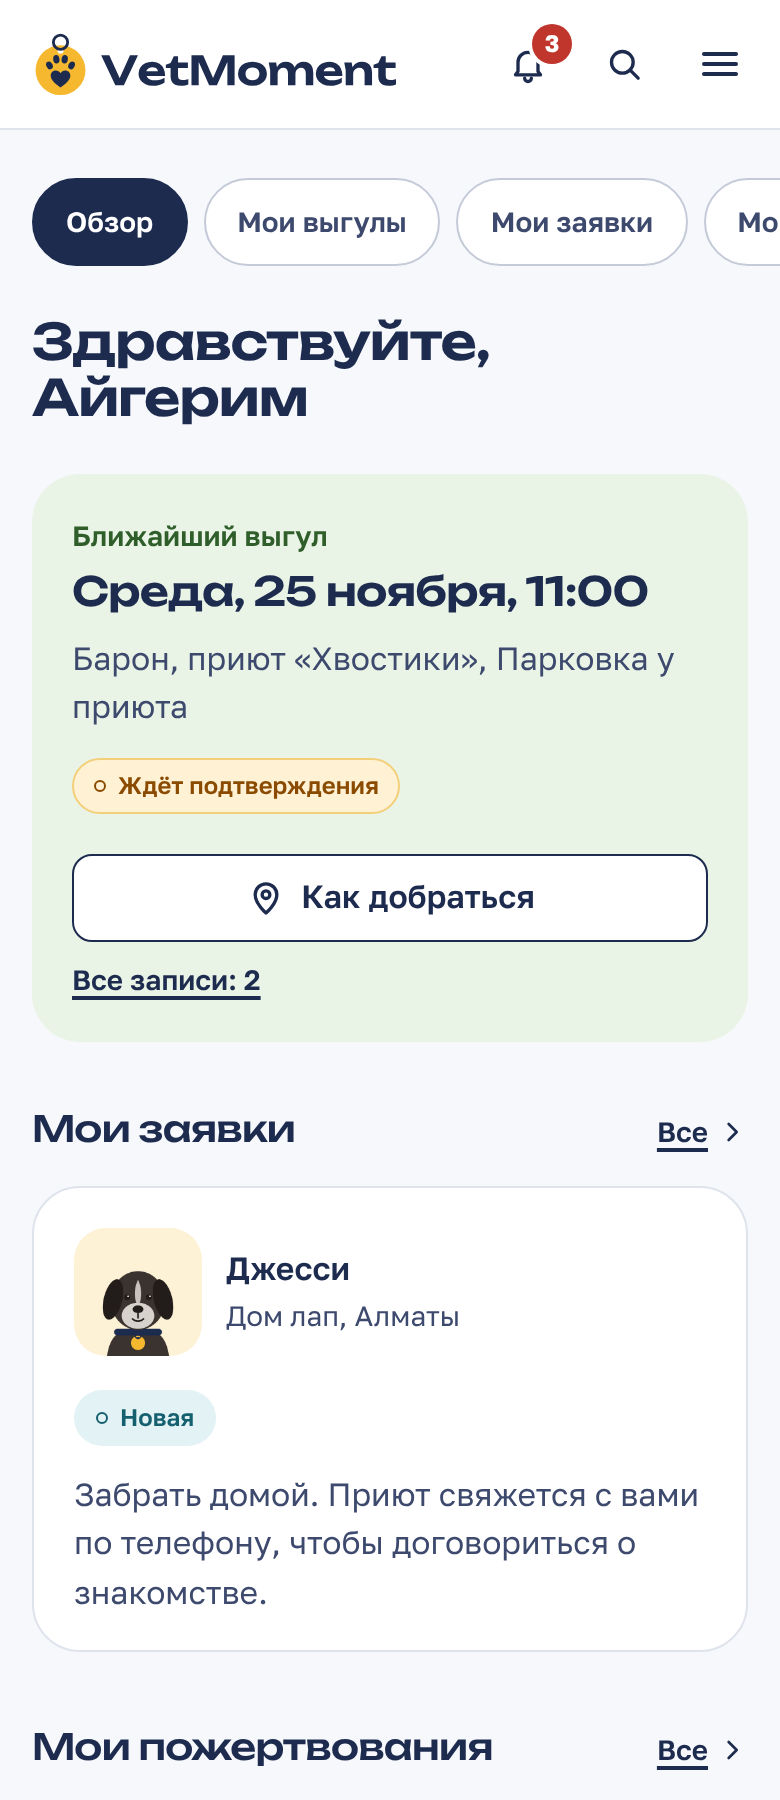 VetMoment
3
Обзор
Мои выгулы
Мои заявки
Мо
Здравствуйте,
Айгерим
Ближайший выгул
Среда, 25 ноября, 11:00
Барон, приют «Хвостики», Парковка у
приюта
Ждёт подтверждения
Как добраться
Все записи: 2
Мои заявки
Все
Джесси
Дом лап, Алматы
Новая
Забрать домой. Приют свяжется с вами
по телефону, чтобы договориться о
знакомстве.
Мои пожертвования
Все